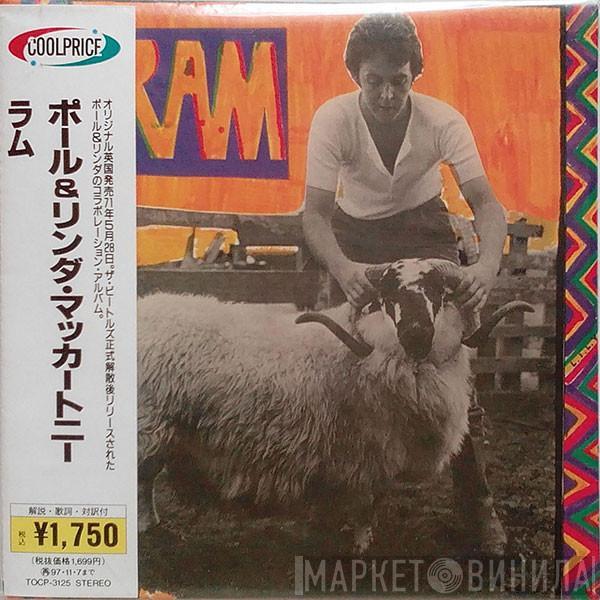 COOLPRICE
RAM
ポール&リンダ・マッカートニー
ラム
オリジナル英国発売71年5月28日。ザ・ビートルズ正式解散後リリースされた
ポール&リンダのコラボレーション・アルバム。
解説・歌詞・対訳付
税込 ¥1,750
(税抜価格1,699円)
再97・11・7まで
TOCP-3125 STEREO
МАРКЕТ ВИНИЛА